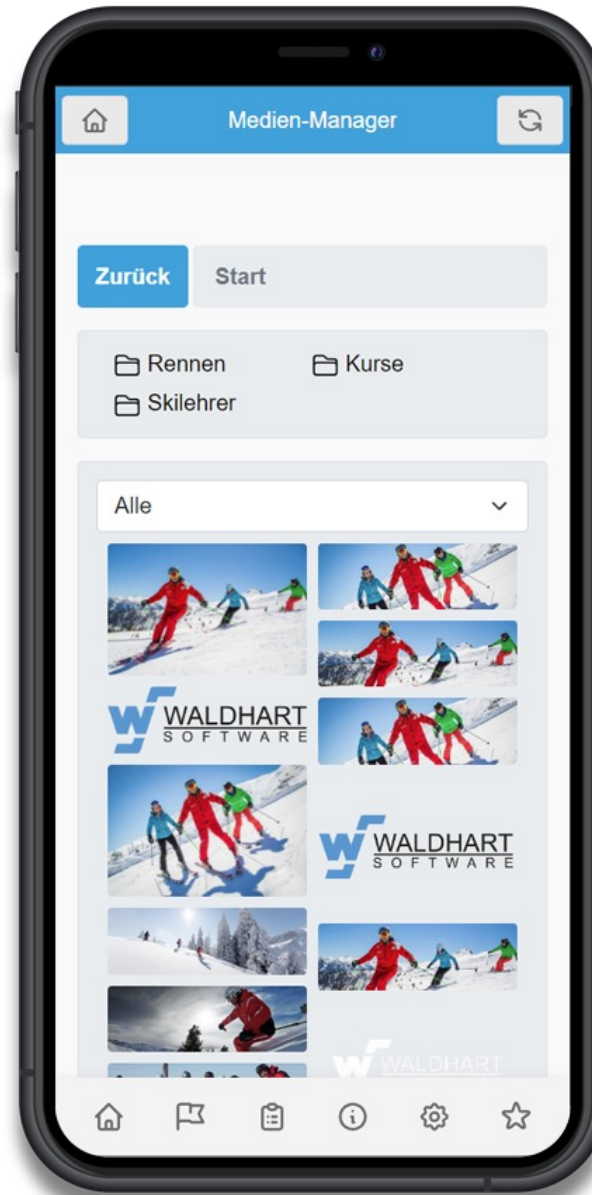 Medien-Manager
Zurück
Start
Rennen
Kurse
Skilehrer
Alle
WALDHART
SOFTWARE
WALDHART
SOFTWARE
WALDHART